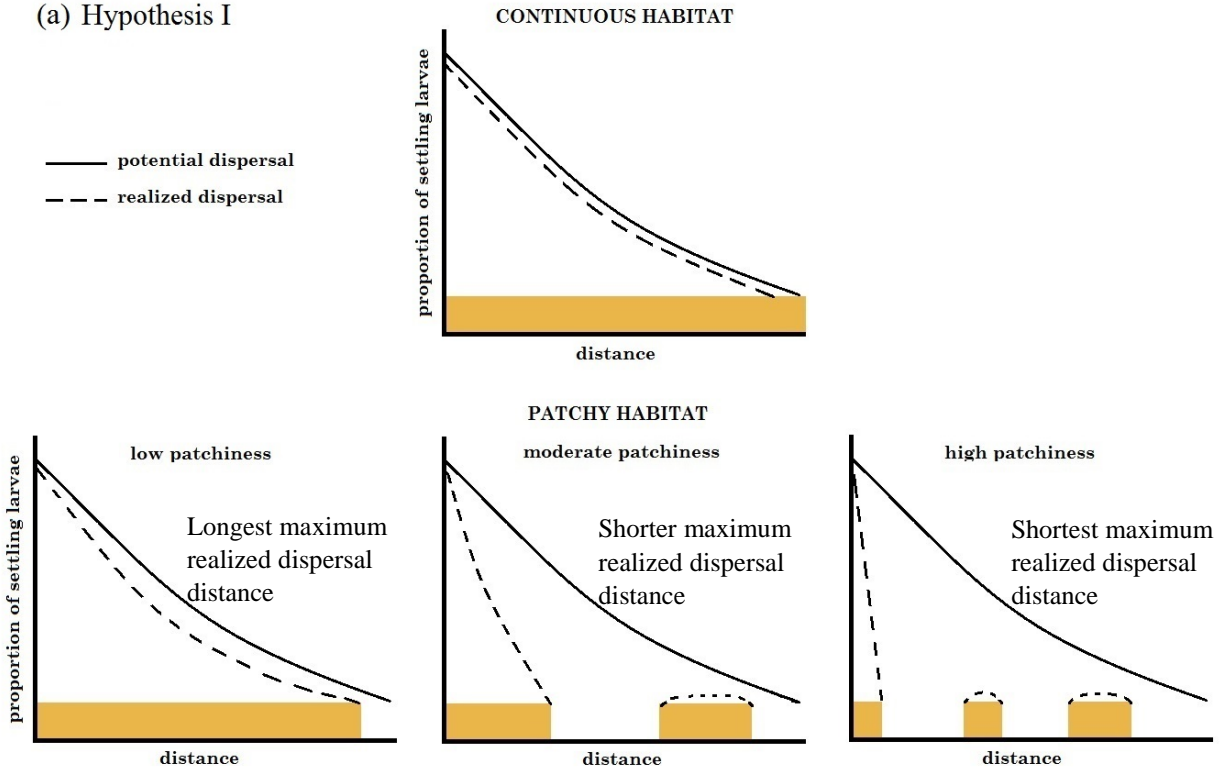 (a) Hypothesis I
CONTINUOUS HABITAT
potential dispersal
realized dispersal
proportion of settling larvae
distance
PATCHY HABITAT
low patchiness
Longest maximum
realized dispersal
distance
proportion of settling larvae
distance
moderate patchiness
Shorter maximum
realized dispersal
distance
distance
high patchiness
Shortest maximum
realized dispersal
distance
distance